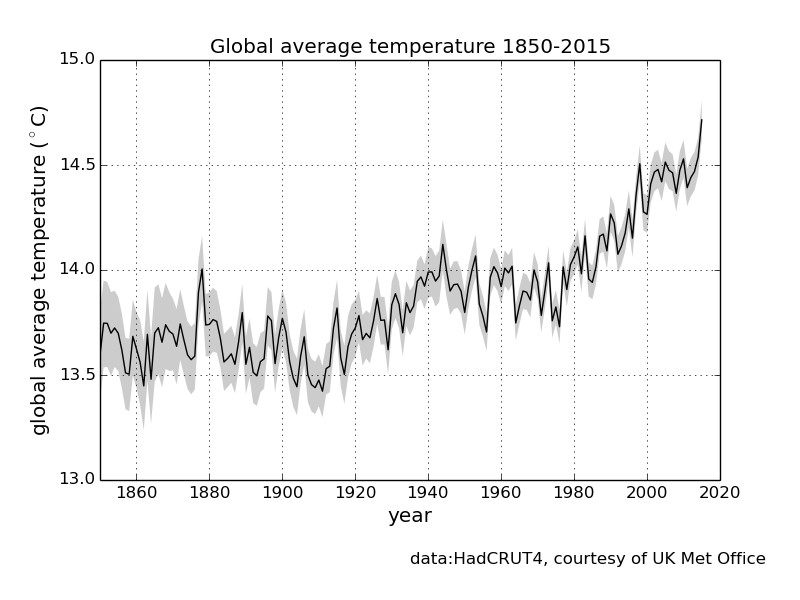 Global average temperature 1850-2015
global average temperature (°C)
15.0
14.5
14.0
13.5
13.0
1860 1880 1900 1920 1940 1960 1980 2000 2020
year
data:HadCRUT4, courtesy of UK Met Office